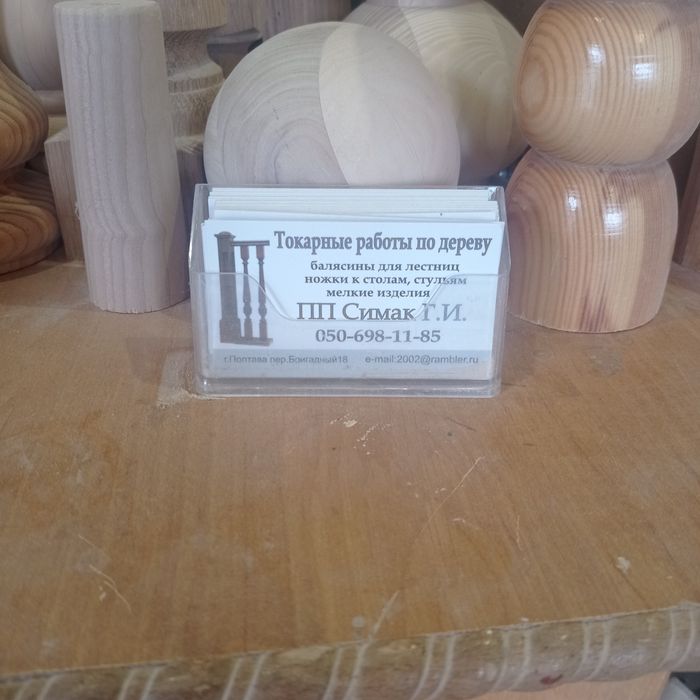 Токарные работы по дереву
балясины для лестниц
ножки к столам, стульям
мелкие изделия
ПП Симак Г.И.
050-698-11-85
г.Полтава пер.Бригадный18 e-mail:2002@rambler.ru